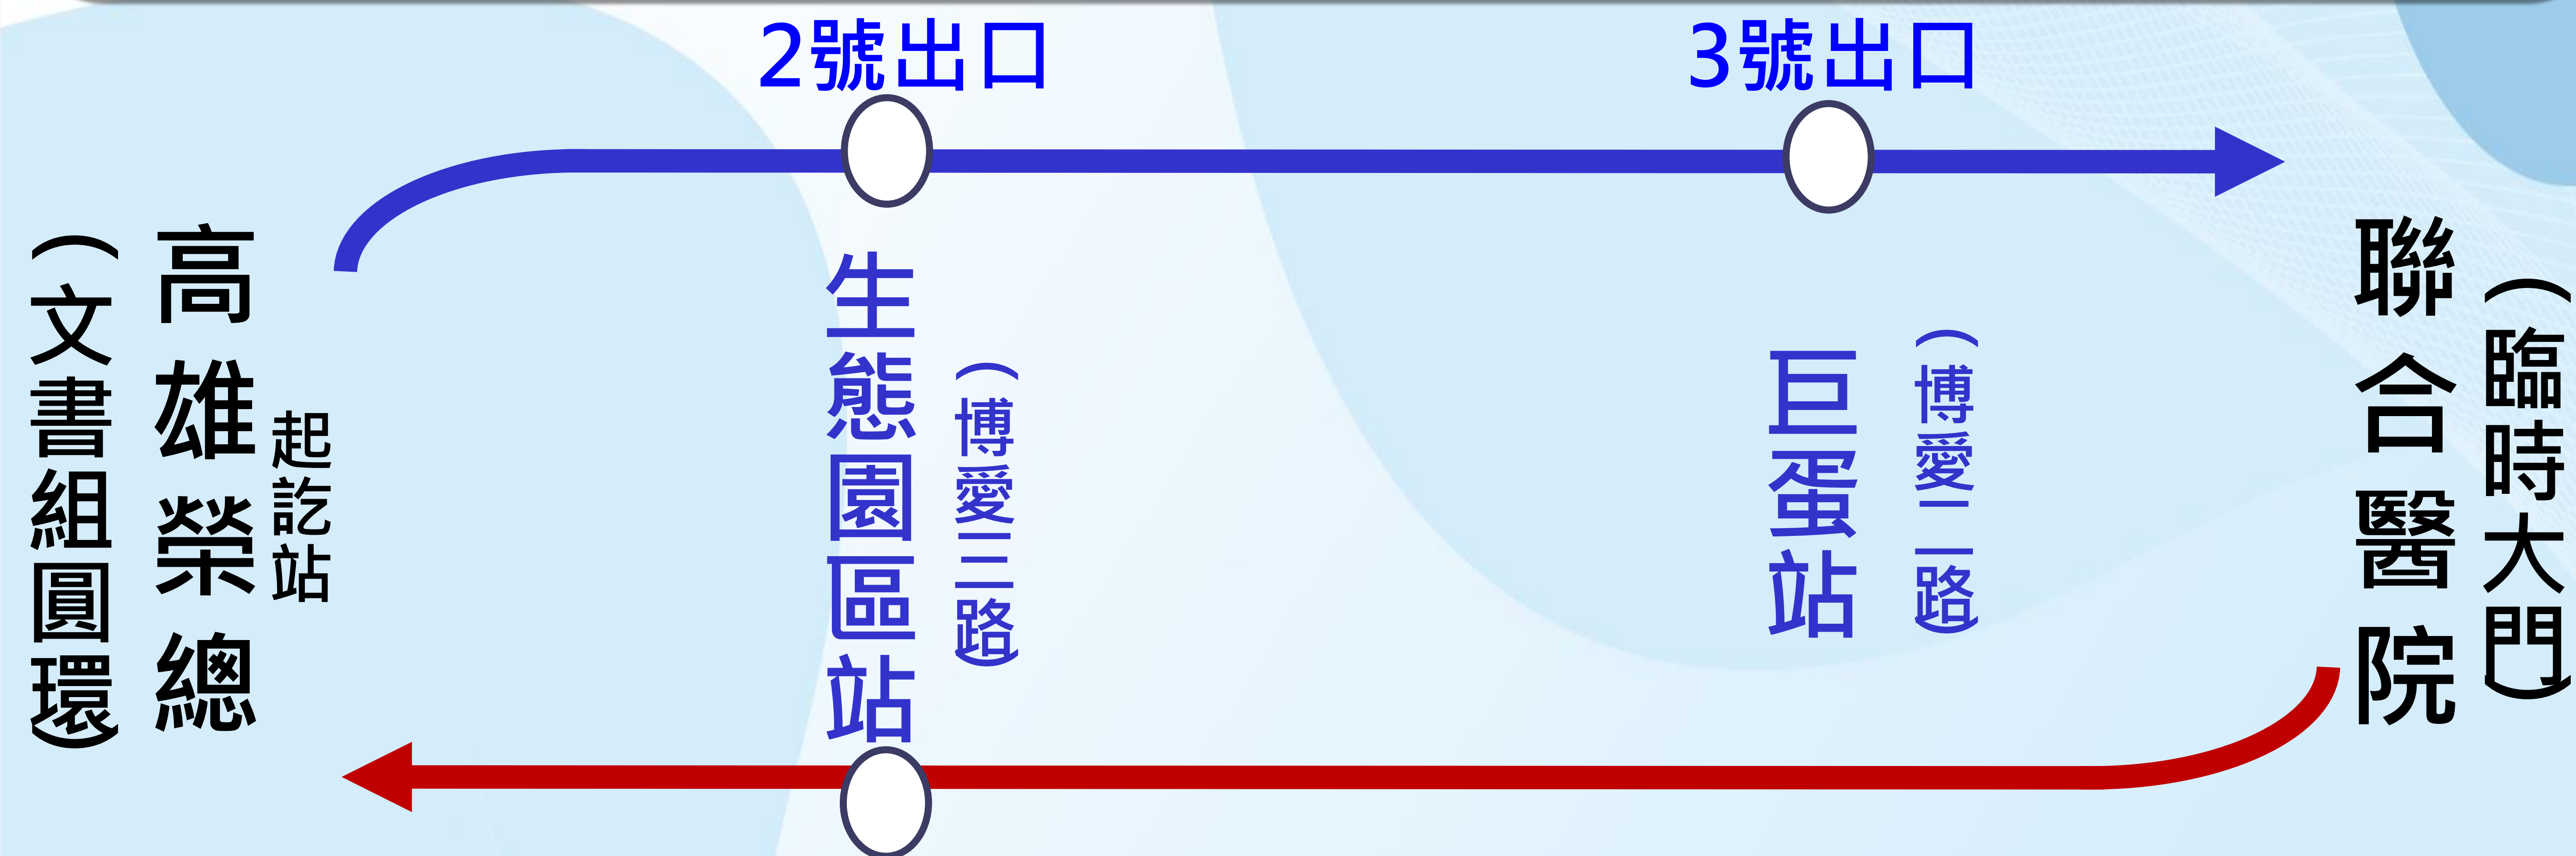 2號出口
3號出口
（文書組圓環）
高雄榮總
起訖站
生態園區站
（博愛三路）
巨蛋站
（博愛二路）
聯合醫院
（臨時大門）